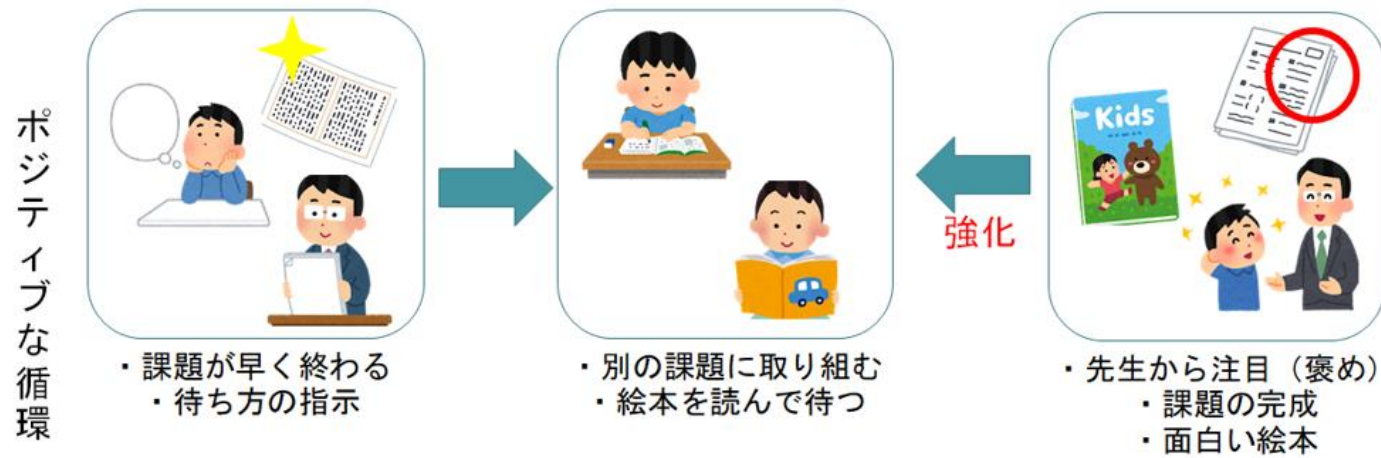 ポジティブな循環
・課題が早く終わる
・待ち方の指示
・別の課題に取り組む
・絵本を読んで待つ
強化
Kids
・先生から注目（褒め）
・課題の完成
・面白い絵本